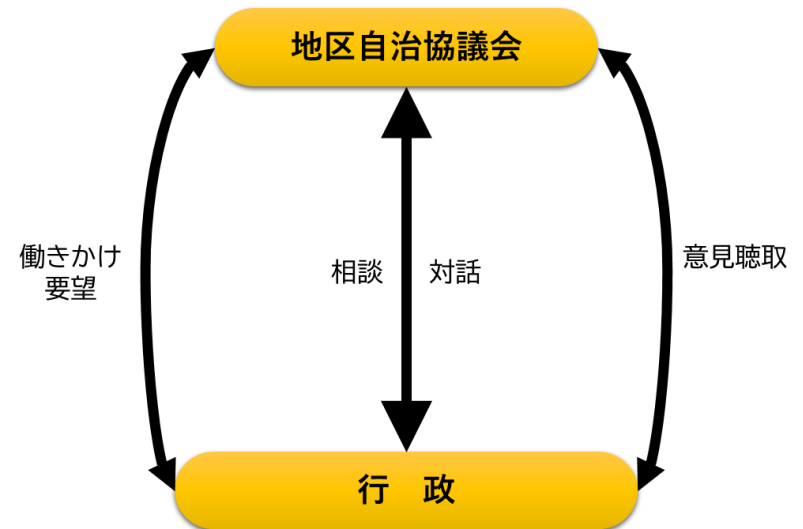 地区自治協議会
働きかけ
要望
相談
対話
意見聴取
行　政